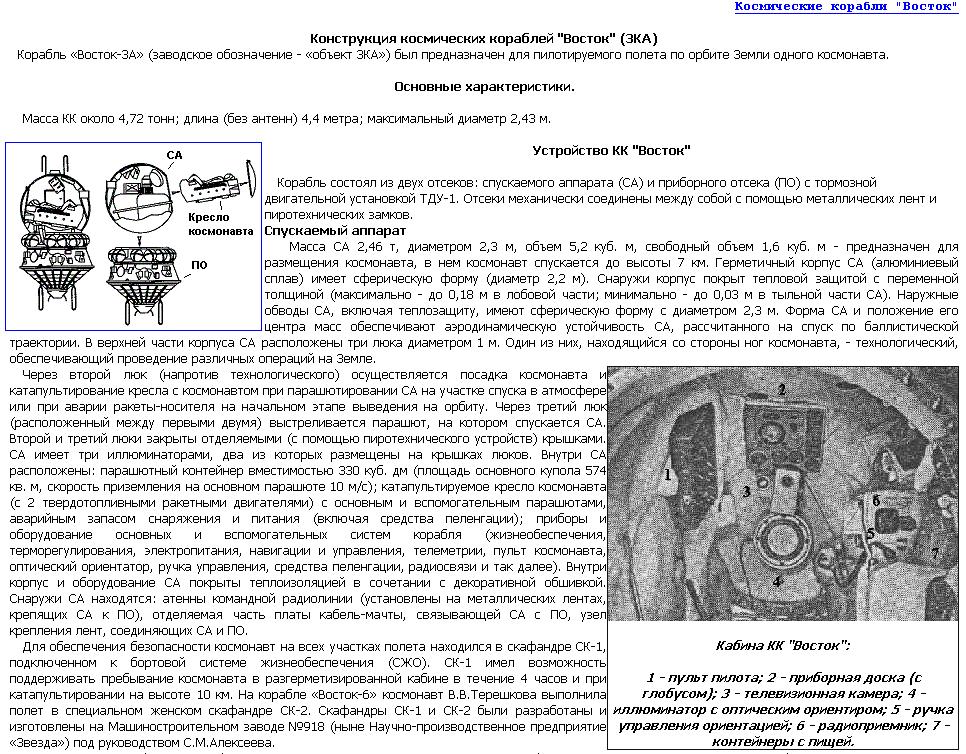 Космические корабли "Восток"
Конструкция космических кораблей "Восток" (3КА)
Корабль «Восток-3А» (заводское обозначение - «объект 3КА») был предназначен для пилотируемого полета по орбите Земли одного космонавта.
Основные характеристики.
Масса КК около 4,72 тонн; длина (без антенн) 4,4 метра; максимальный диаметр 2,43 м.
СА
Кресло
космонавта
ПО
Устройство КК "Восток"
Корабль состоял из двух отсеков: спускаемого аппарата (СА) и приборного отсека (ПО) с тормозной
двигательной установкой ТДУ-1. Отсеки механически соединены между собой с помощью металлических лент и
пиротехнических замков.
Спускаемый аппарат
Масса СА 2,46 т, диаметром 2,3 м, объем 5,2 куб. м, свободный объем 1,6 куб. м - предназначен для
размещения космонавта, в нем космонавт спускается до высоты 7 км. Герметичный корпус СА (алюминиевый
сплав) имеет сферическую форму (диаметр 2,2 м). Снаружи корпус покрыт тепловой защитой с переменной
толщиной (максимально - до 0,18 м в лобовой части; минимально - до 0,03 м в тыльной части СА). Наружные
обводы СА, включая теплозащиту, имеют сферическую форму с диаметром 2,3 м. Форма СА и положение его
центра масс обеспечивают аэродинамическую устойчивость СА, рассчитанного на спуск по баллистической
траектории. В верхней части корпуса СА расположены три люка диаметром 1 м. Один из них, находящийся со стороны ног космонавта, - технологический,
обеспечивающий проведение различных операций на Земле.
Через второй люк (напротив технологического) осуществляется посадка космонавта и
катапультирование кресла с космонавтом при парашютировании СА на участке спуска в атмосфере
или при аварии ракеты-носителя на начальном этапе выведения на орбиту. Через третий люк
(расположенный между первыми двумя) выстреливается парашют, на котором спускается СА.
Второй и третий люки закрыты отделяемыми (с помощью пиротехнического устройств) крышками.
СА имеет три иллюминаторами, два из которых размещены на крышках люков. Внутри СА
расположены: парашютный контейнер вместимостью 330 куб. дм (площадь основного купола 574
кв. м, скорость приземления на основном парашюте 10 м/с); катапультируемое кресло космонавта
(с 2 твердотопливными ракетными двигателями) с основным и вспомогательным парашютами,
аварийным запасом снаряжения и питания (включая средства пеленгации); приборы и
оборудование основных и вспомогательных систем корабля (жизнеобеспечения,
терморегулирования, электропитания, навигации и управления, телеметрии, пульт космонавта,
оптический ориентатор, ручка управления, средства пеленгации, радиосвязи и так далее). Внутри
корпус и оборудование СА покрыты теплоизоляцией в сочетании с декоративной обшивкой.
Снаружи СА находятся: атенны командной радиолинии (установлены на металлических лентах,
крепящих СА к ПО), отделяемая часть платы кабель-мачты, связывающей СА с ПО, узел
крепления лент, соединяющих СА и ПО.
Для обеспечения безопасности космонавт на всех участках полета находился в скафандре СК-1,
подключенном к бортовой системе жизнеобеспечения (СЖО). СК-1 имел возможность
поддерживать пребывание космонавта в разгерметизированной кабине в течение 4 часов и при
катапультировании на высоте 10 км. На корабле «Восток-6» космонавт В.В.Терешкова выполнила
полет в специальном женском скафандре СК-2. Скафандры СК-1 и СК-2 были разработаны и
изготовлены на Машиностроительном заводе №918 (ныне Научно-производственное предприятие
«Звезда») под руководством С.М.Алексеева.
1
2
3
4
5
6
7
Кабина КК "Восток":
1 - пульт пилота; 2 - приборная доска (с
глобусом); 3 - телевизионная камера; 4 -
иллюминатор с оптическим ориентиром; 5 - ручка
управления ориентацией; 6 - радиоприемник; 7 -
контейнеры с пищей.